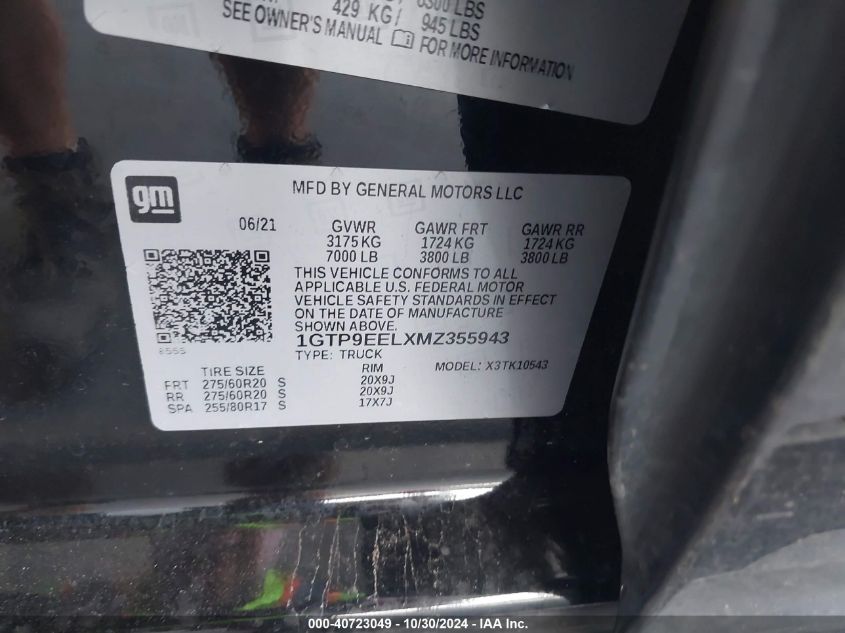 429 KG/ 945 LBS
SEE OWNER'S MANUAL FOR MORE INFORMATION
gm
MFD BY GENERAL MOTORS LLC
06/21 GVWR GAWR FRT GAWR RR
3175 KG 1724 KG 1724 KG
7000 LB 3800 LB 3800 LB
THIS VEHICLE CONFORMS TO ALL
APPLICABLE U.S. FEDERAL MOTOR
VEHICLE SAFETY STANDARDS IN EFFECT
ON THE DATE OF MANUFACTURE
SHOWN ABOVE.
1GTP9EELXMZ355943
TYPE: TRUCK MODEL: X3TK10543
TIRE SIZE RIM
FRT 275/60R20 S 20X9J
RR 275/60R20 S 20X9J
SPA 255/80R17 S 17X7J
000-40723049 - 10/30/2024 - IAA Inc.